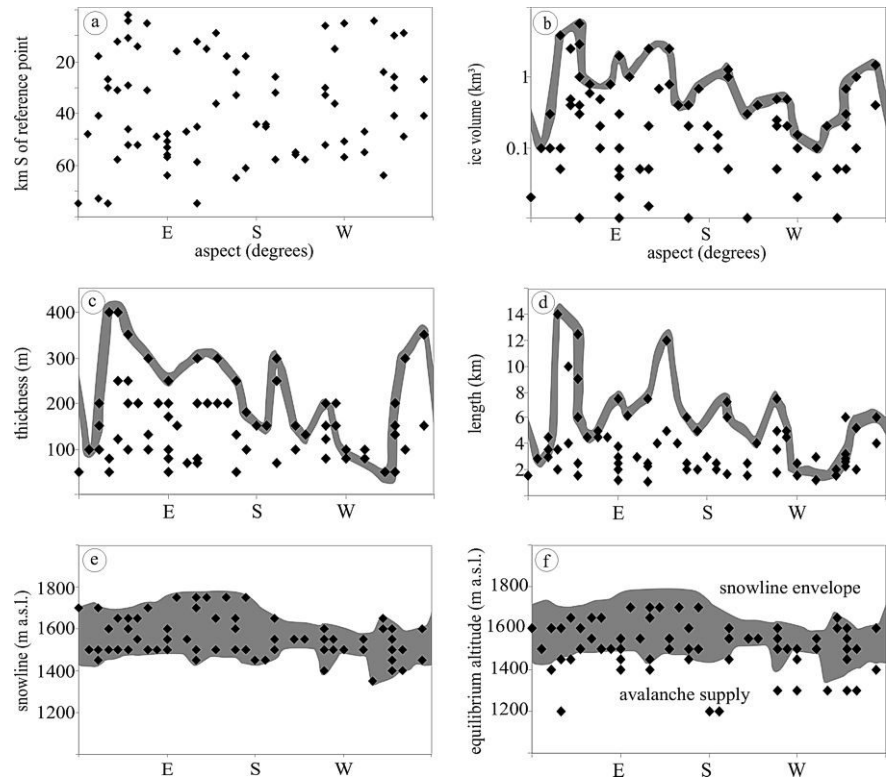 a
km S of reference point
20
40
60
E
S
W
aspect (degrees)
b
ice volume (km³)
1
0.1
E
S
W
aspect (degrees)
c
thickness (m)
400
300
200
100
E
S
W
d
length (km)
14
12
10
8
6
4
2
E
S
W
e
snowline (m a.s.l.)
1800
1600
1400
1200
E
S
W
f
equilibrium altitude (m a.s.l.)
1800
1600
1400
1200
snowline envelope
avalanche supply
E
S
W